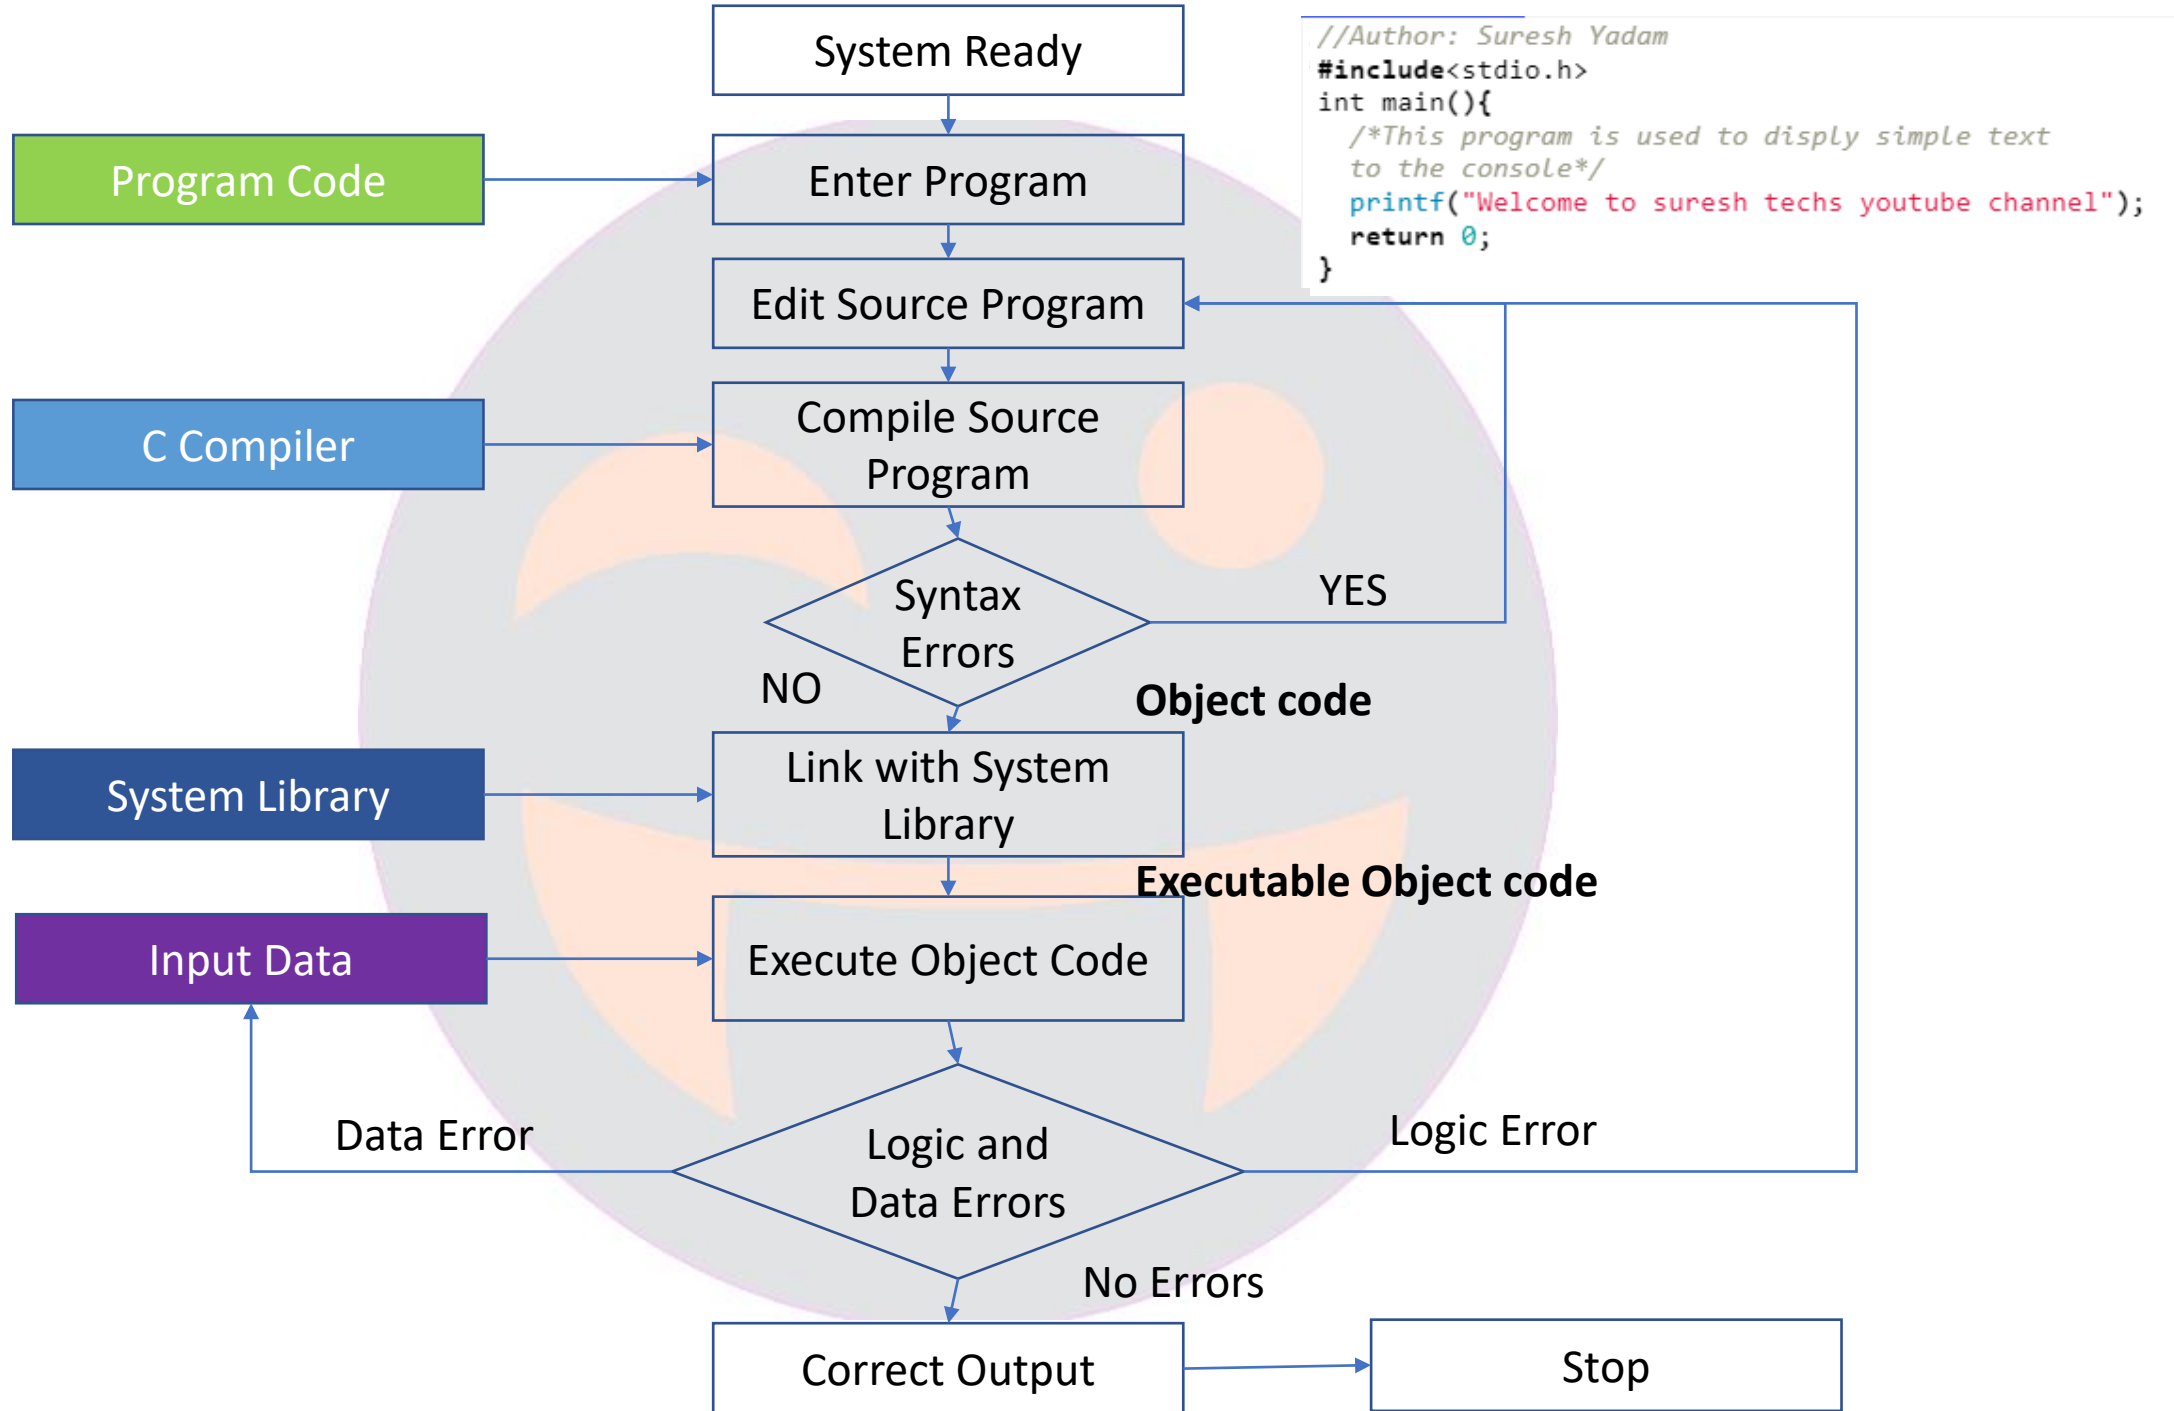 System Ready
//Author: Suresh Yadam
#include<stdio.h>
int main(){
/*This program is used to disply simple text
to the console*/
printf("Welcome to suresh techs youtube channel");
return 0;
}
Program Code
Enter Program
Edit Source Program
C Compiler
Compile Source
Program
Syntax
Errors
YES
NO
Object code
System Library
Link with System
Library
Executable Object code
Input Data
Execute Object Code
Data Error
Logic and
Data Errors
Logic Error
No Errors
Correct Output
Stop